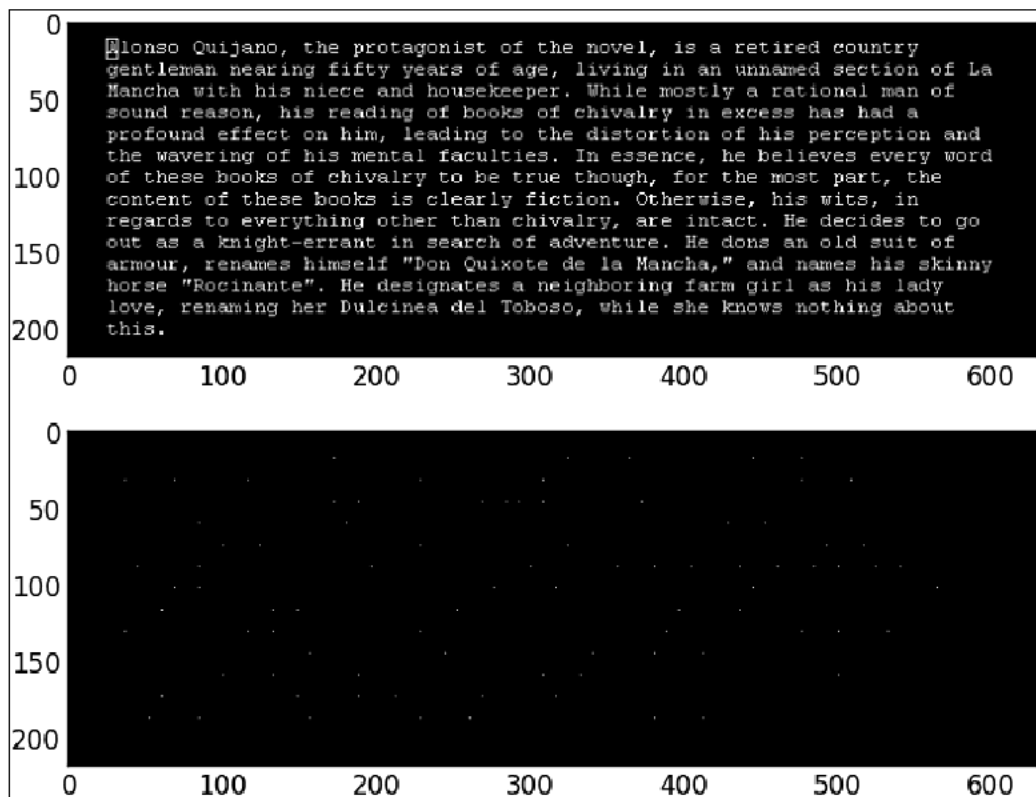 0
50
100
150
200
Alonso Quijano, the protagonist of the novel, is a retired country
gentleman nearing fifty years of age, living in an unnamed section of La
Mancha with his niece and housekeeper. While mostly a rational man of
sound reason, his reading of books of chivalry in excess has had a
profound effect on him, leading to the distortion of his perception and
the wavering of his mental faculties. In essence, he believes every word
of these books of chivalry to be true though, for the most part, the
content of these books is clearly fiction. Otherwise, his wits, in
regards to everything other than chivalry, are intact. He decides to go
out as a knight-errant in search of adventure. He dons an old suit of
armour, renames himself "Don Quixote de la Mancha," and names his skinny
horse "Rocinante". He designates a neighboring farm girl as his lady
love, renaming her Dulcinea del Toboso, while she knows nothing about
this.
0 100 200 300 400 500 600
0
50
100
150
200
0 100 200 300 400 500 600